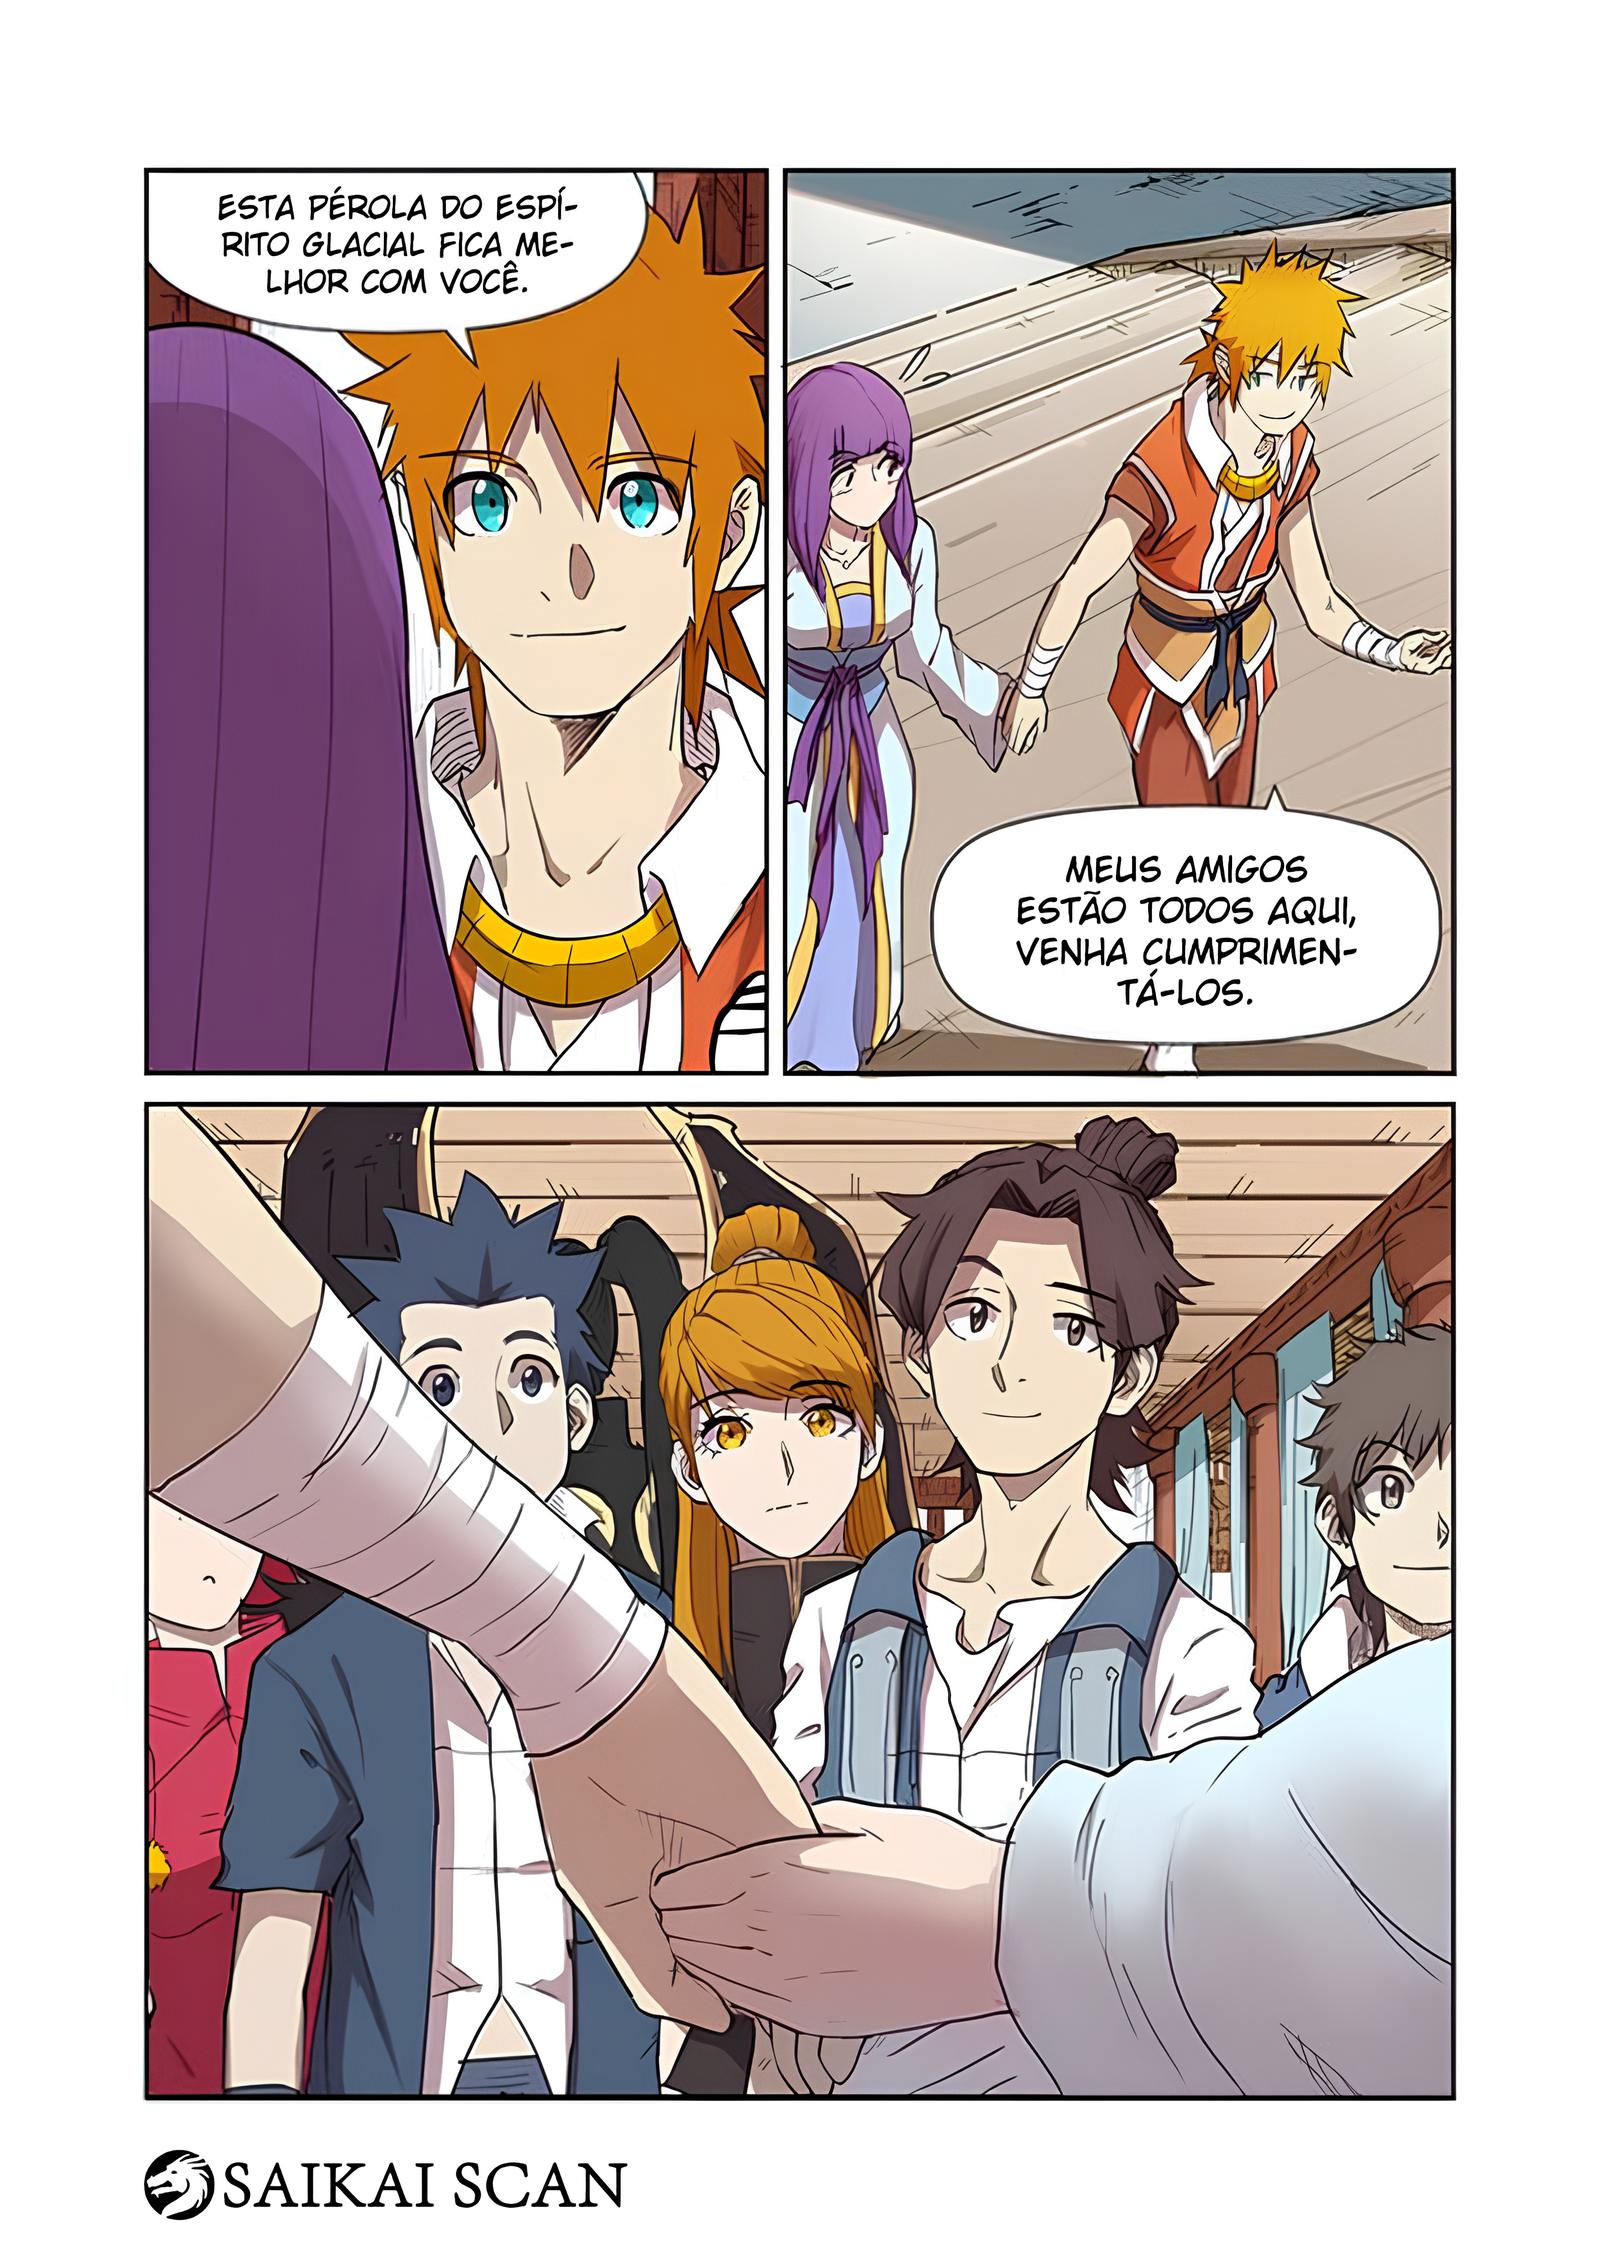 ESTA PÉROLA DO ESPÍ-
RITO GLACIAL FICA ME-
LHOR COM VOCÊ.
MEUS AMIGOS
ESTÃO TODOS AQUI,
VENHA CUMPRIMEN-
TÁ-LOS.
SAIKAI SCAN